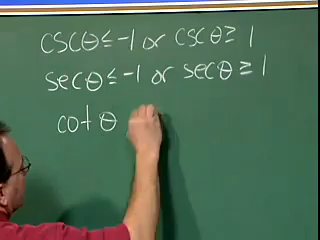 cscθ ≤ -1 or cscθ ≥ 1
secθ ≤ -1 or secθ ≥ 1
cot θ